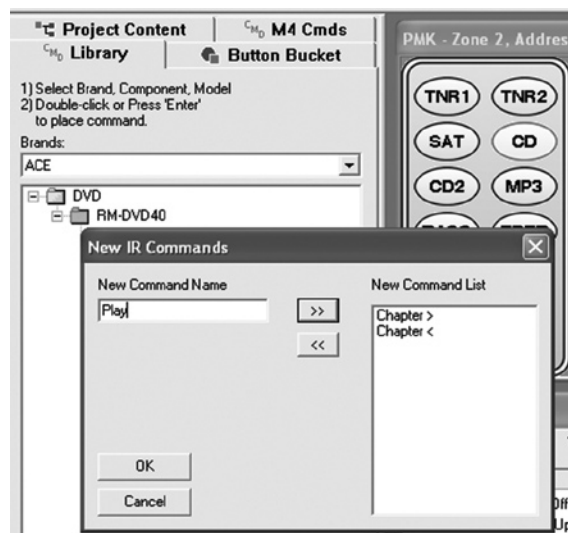 Project Content
CMD M4 Cmds
PMK - Zone 2, Addres
CMD Library
Button Bucket
1) Select Brand, Component, Model
2) Double-click or Press 'Enter'
to place command.
Brands:
ACE
DVD
RM-DVD40
TNR1 TNR2
SAT CD
CD2 MP3
New IR Commands
New Command Name
New Command List
Play
>>
<<
Chapter >
Chapter <
OK
Cancel